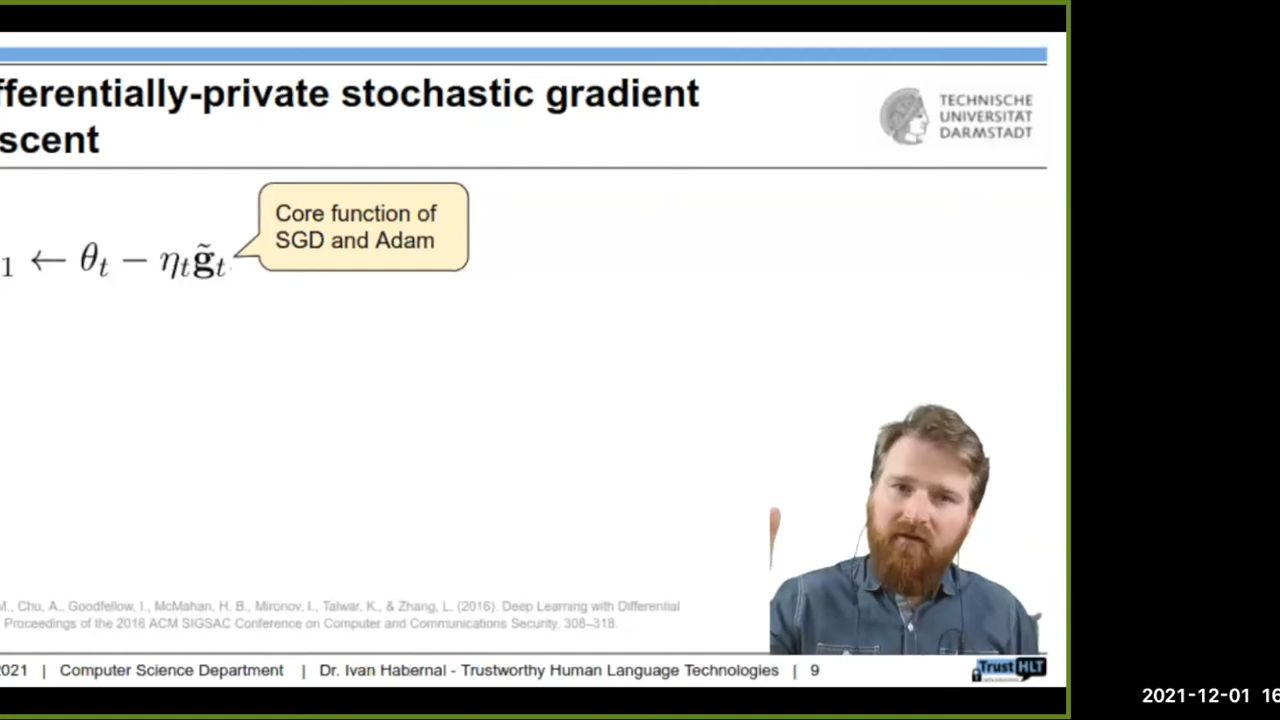 fferentially-private stochastic gradient
scent
TECHNISCHE
UNIVERSITÄT
DARMSTADT
Core function of
SGD and Adam
1 ← θt − ηt g̃t
M., Chu, A., Goodfellow, I., McMahan, H. B., Mironov, I., Talwar, K., & Zhang, L. (2016). Deep Learning with Differential
Proceedings of the 2016 ACM SIGSAC Conference on Computer and Communications Security, 308–318.
2021 | Computer Science Department | Dr. Ivan Habernal - Trustworthy Human Language Technologies | 9
TrustHLT
2021-12-01 16